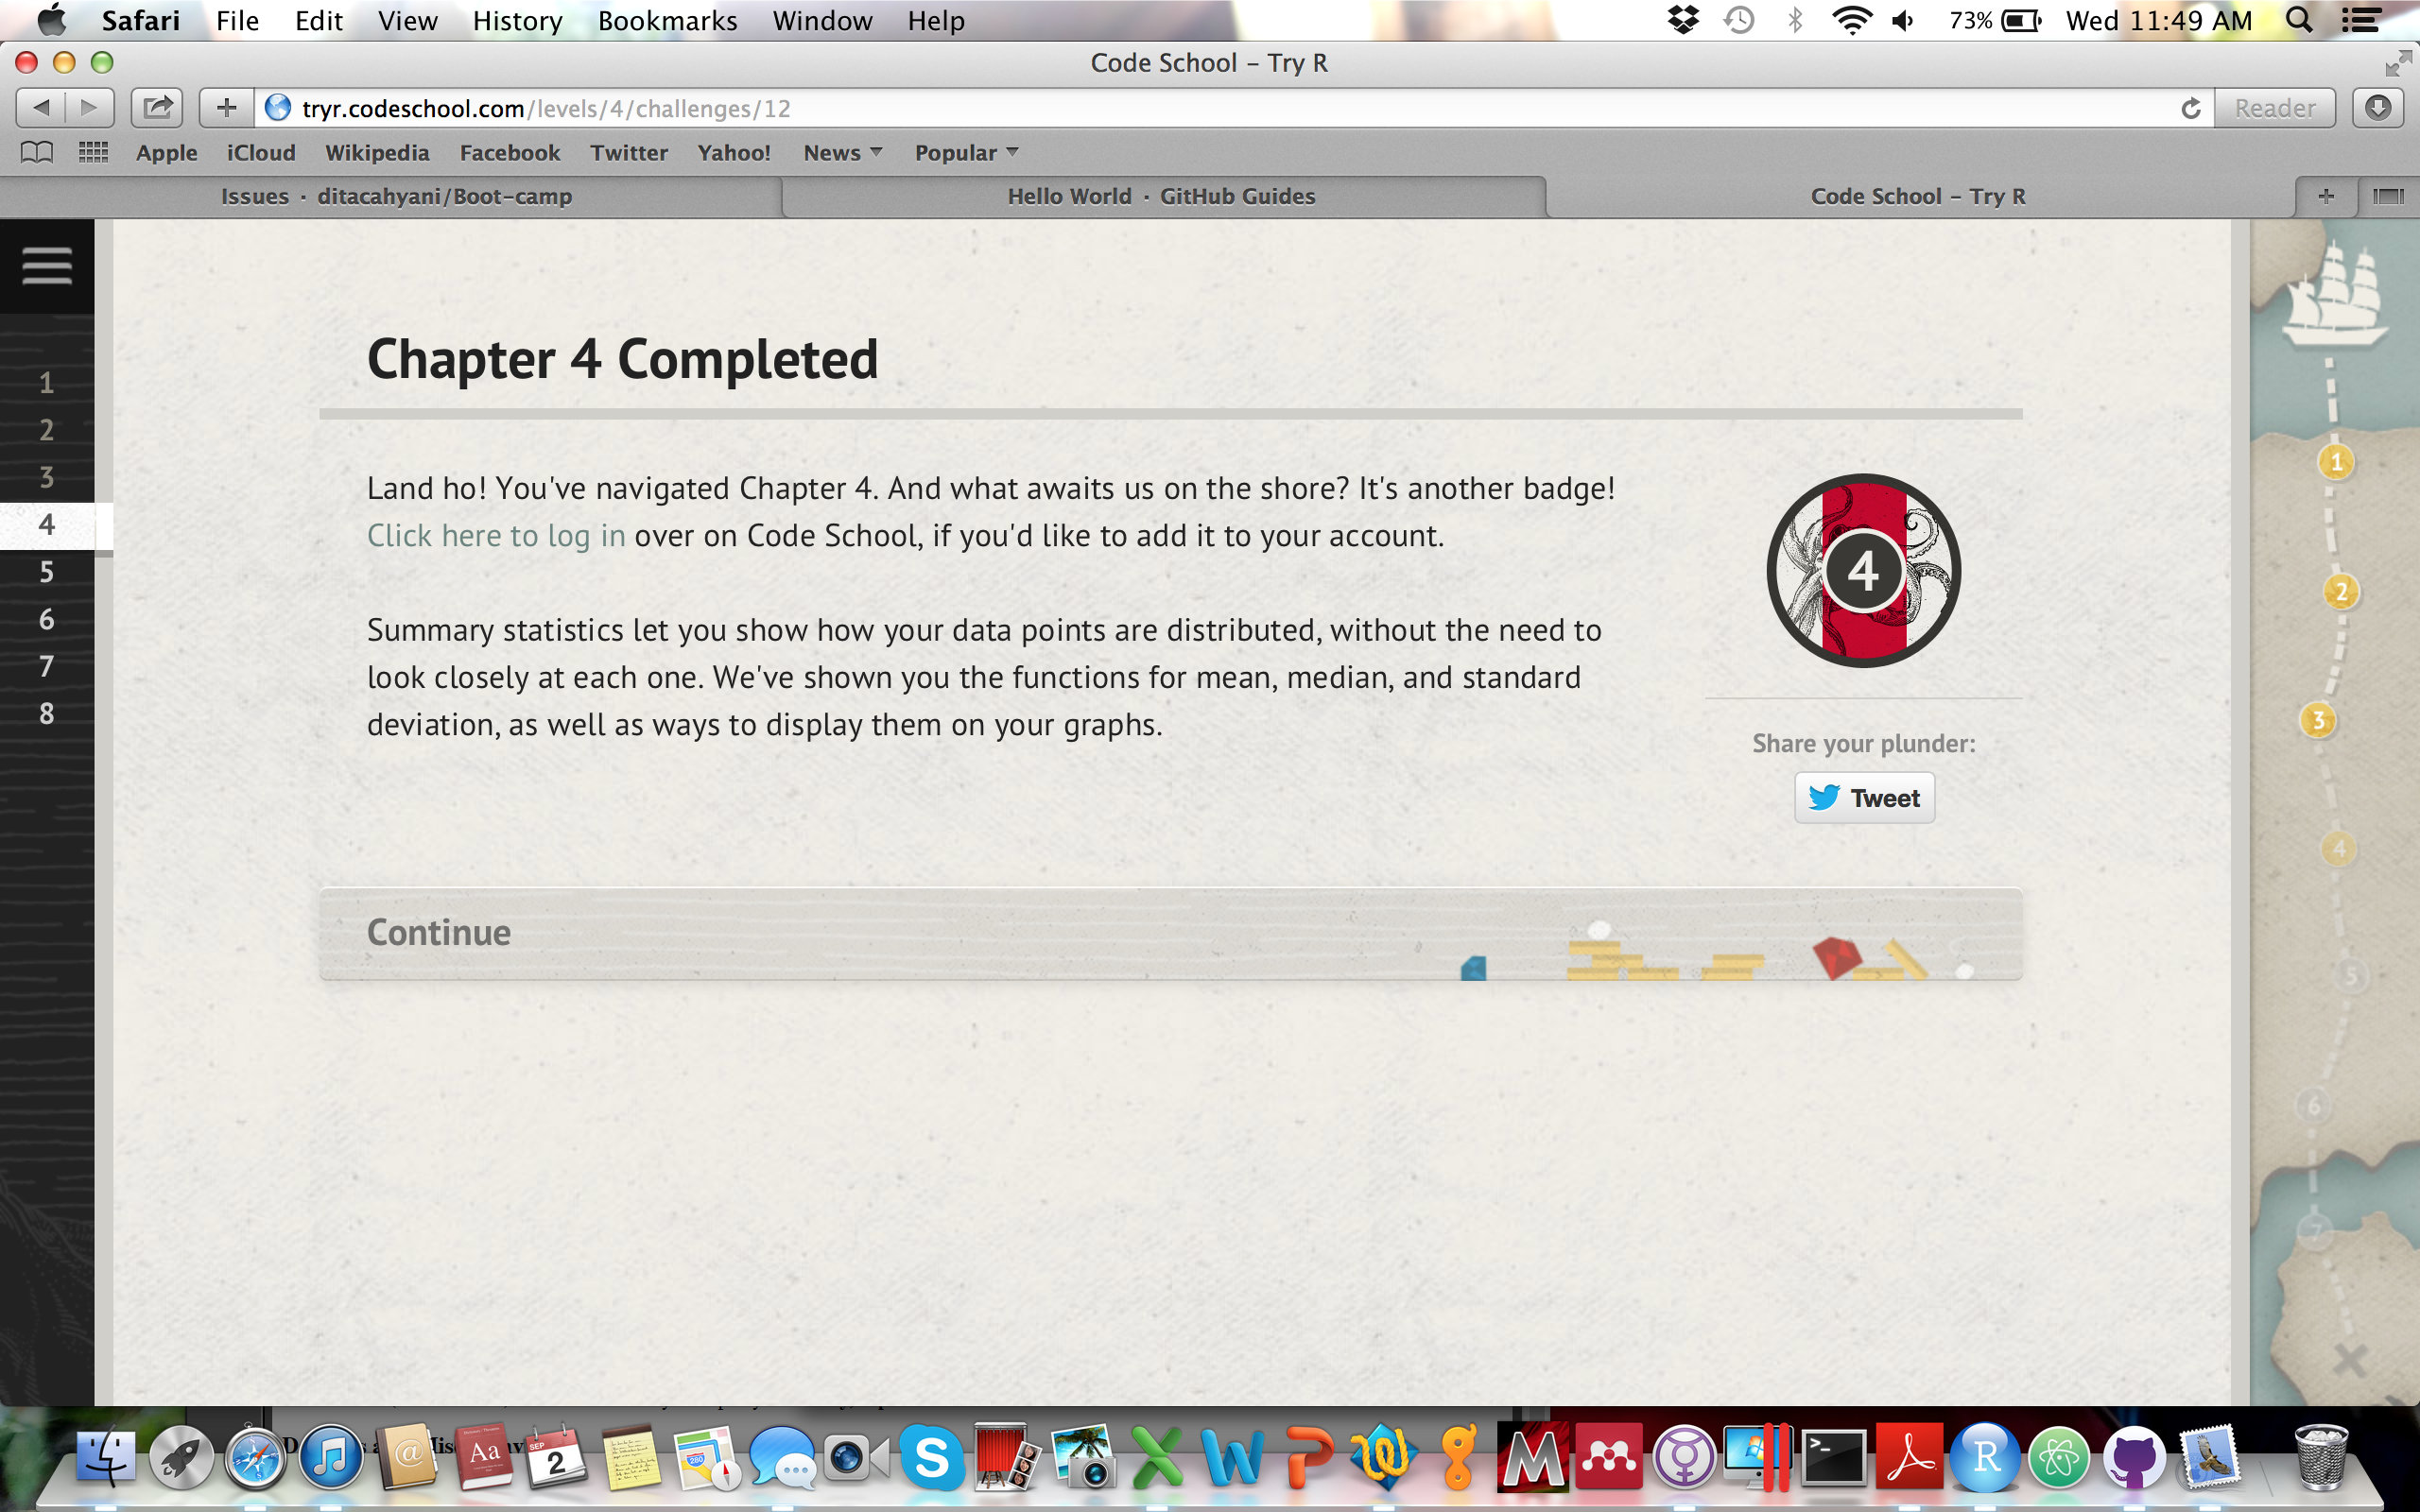 Safari File Edit View History Bookmarks Window Help 73% Wed 11:49 AM
Code School – Try R
tryr.codeschool.com/levels/4/challenges/12 Reader
Apple iCloud Wikipedia Facebook Twitter Yahoo! News Popular
Issues · ditacahyani/Boot-camp Hello World · GitHub Guides Code School – Try R
1
2
3
4
5
6
7
8
Chapter 4 Completed
Land ho! You've navigated Chapter 4. And what awaits us on the shore? It's another badge!
Click here to log in over on Code School, if you'd like to add it to your account.
Summary statistics let you show how your data points are distributed, without the need to
look closely at each one. We've shown you the functions for mean, median, and standard
deviation, as well as ways to display them on your graphs.
4
Share your plunder:
Tweet
Continue
1
2
3
4
5
6
7
SEP
2
Aa